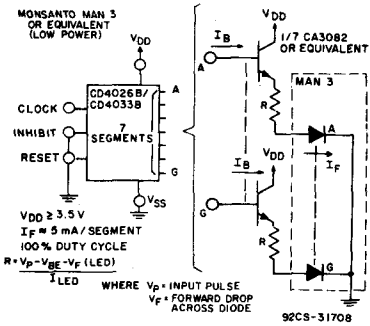 MONSANTO MAN 3
OR EQUIVALENT
(LOW POWER)
VDD
CD4026B/
CD4033B
7
SEGMENTS
CLOCK
INHIBIT
RESET
A
G
VSS
VDD ≥ 3.5 V
IF ≈ 5 mA/SEGMENT
100% DUTY CYCLE
R = VP-VBE-VF (LED)
ILED
WHERE VP = INPUT PULSE
VF = FORWARD DROP
ACROSS DIODE
IB
VDD
1/7 CA3082
OR EQUIVALENT
A
R
MAN 3
A
IF
IB
VDD
G
R
G
92CS-31708